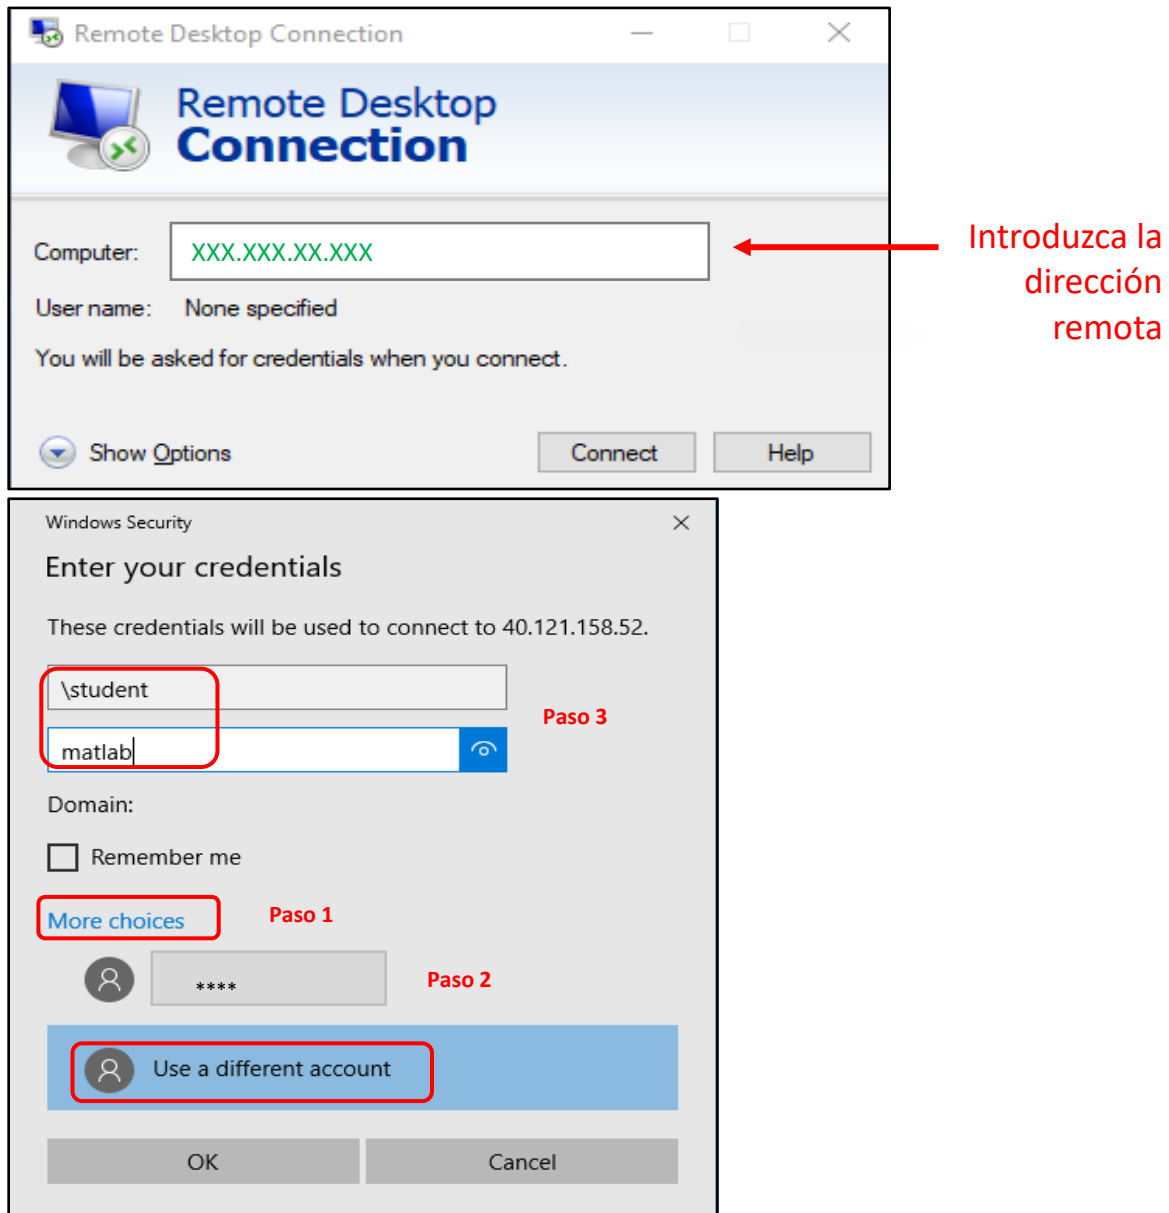 Remote Desktop Connection
Remote Desktop
Connection
Computer:
XXX.XXX.XX.XXX
Introduzca la
dirección
remota
User name: None specified
You will be asked for credentials when you connect.
Show Options
Connect
Help
Windows Security
Enter your credentials
These credentials will be used to connect to 40.121.158.52.
\student
Paso 3
matlab
Domain:
Remember me
More choices
Paso 1
****
Paso 2
Use a different account
OK
Cancel